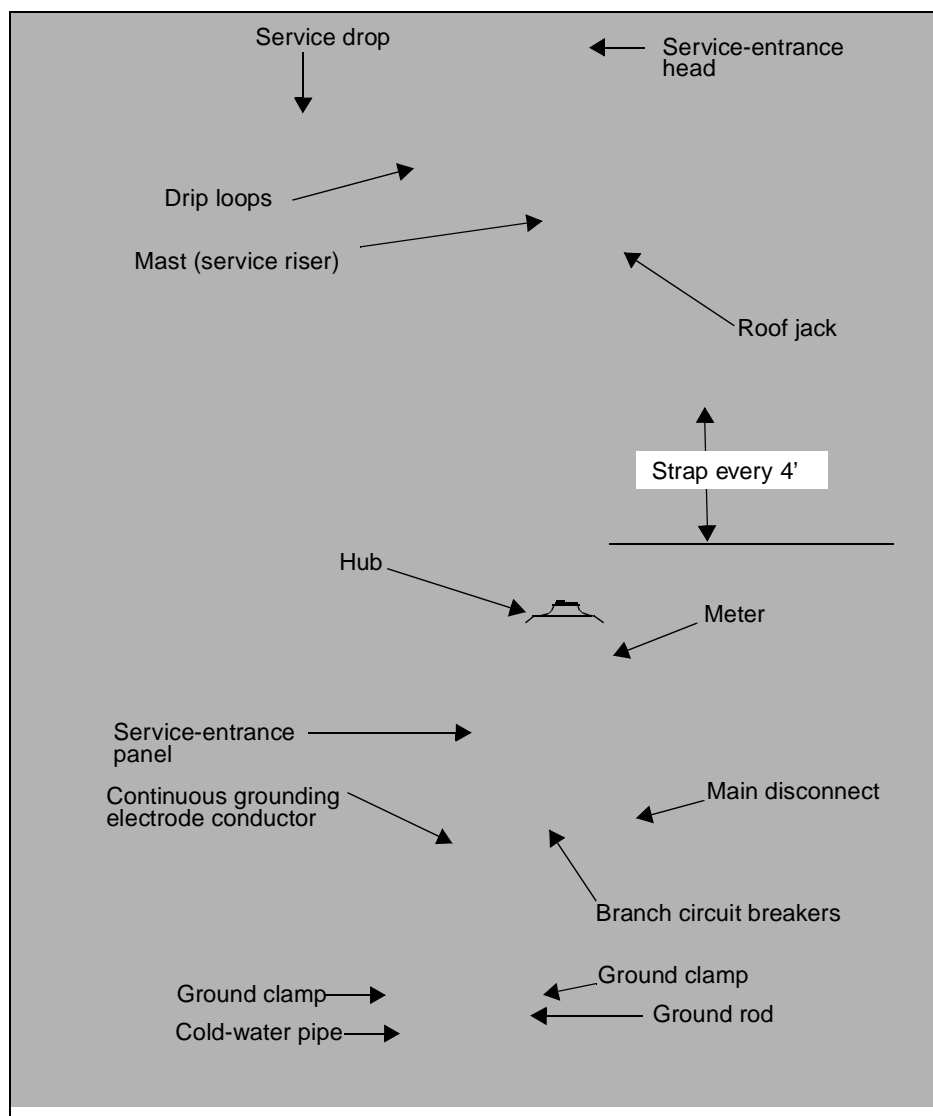 Service drop
Service-entrance
head
Drip loops
Mast (service riser)
Roof jack
Strap every 4’
Hub
Meter
Service-entrance
panel
Main disconnect
Continuous grounding
electrode conductor
Branch circuit breakers
Ground clamp
Ground clamp
Ground rod
Cold-water pipe